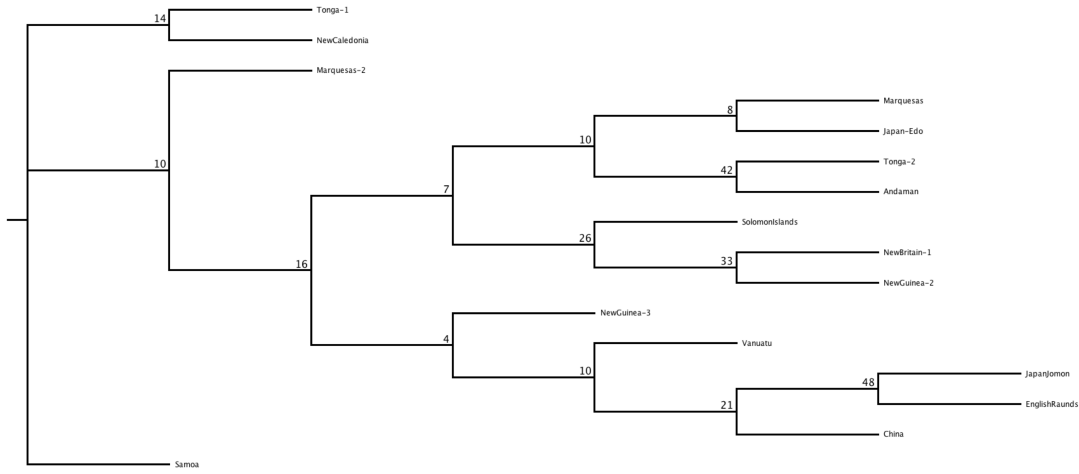 14
Tonga-1
NewCaledonia
Marquesas-2
Marquesas
8
Japan-Edo
10
Tonga-2
10
42
Andaman
7
SolomonIslands
26
NewBritain-1
33
16
NewGuinea-2
NewGuinea-3
4
Vanuatu
10
JapanJomon
48
EnglishRaunds
21
China
Samoa